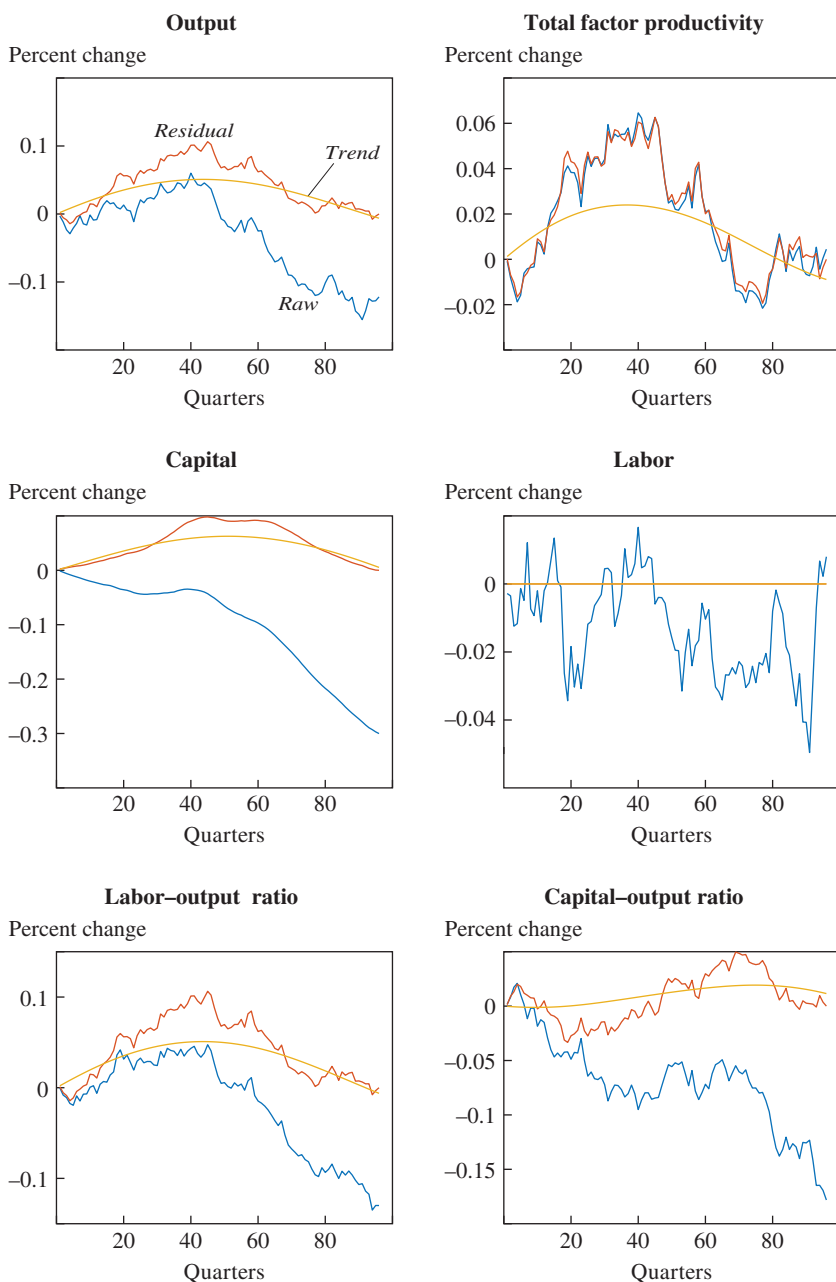 Output
Percent change
0.1
0
–0.1
Residual
Trend
Raw
20 40 60 80
Quarters
Total factor productivity
Percent change
0.06
0.04
0.02
0
–0.02
20 40 60 80
Quarters
Capital
Percent change
0
–0.1
–0.2
–0.3
20 40 60 80
Quarters
Labor
Percent change
0
–0.02
–0.04
20 40 60 80
Quarters
Labor–output ratio
Percent change
0.1
0
–0.1
20 40 60 80
Quarters
Capital–output ratio
Percent change
0
–0.05
–0.1
–0.15
20 40 60 80
Quarters